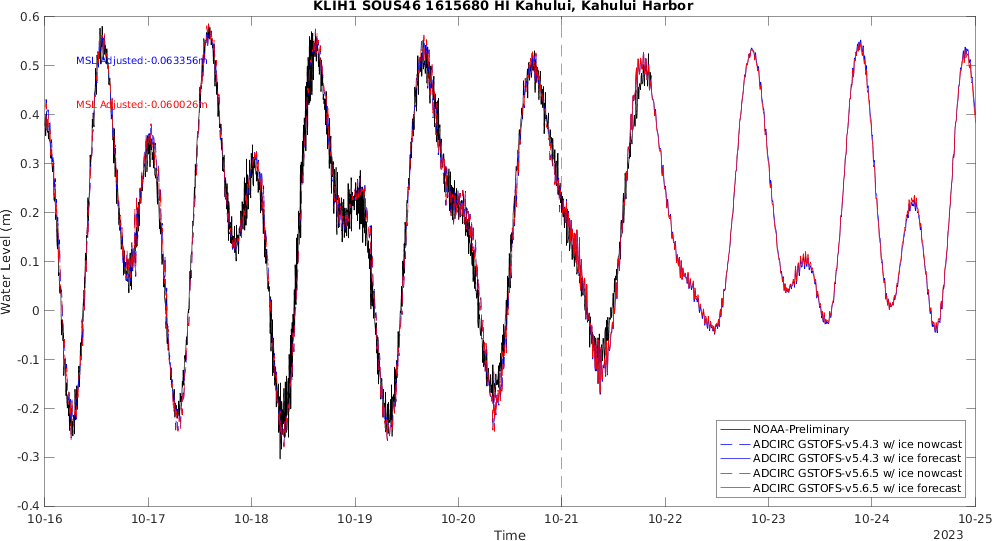 KLIH1 SOUS46 1615680 HI Kahului, Kahului Harbor
0.6
0.5
0.4
0.3
0.2
0.1
0
-0.1
-0.2
-0.3
-0.4
Water Level (m)
MSL Adjusted:-0.063356m
MSL Adjusted:-0.060026m
NOAA-Preliminary
ADCIRC GSTOFS-v5.4.3 w/ ice nowcast
ADCIRC GSTOFS-v5.4.3 w/ ice forecast
ADCIRC GSTOFS-v5.6.5 w/ ice nowcast
ADCIRC GSTOFS-v5.6.5 w/ ice forecast
10-16 10-17 10-18 10-19 10-20 10-21 10-22 10-23 10-24 10-25
Time
2023